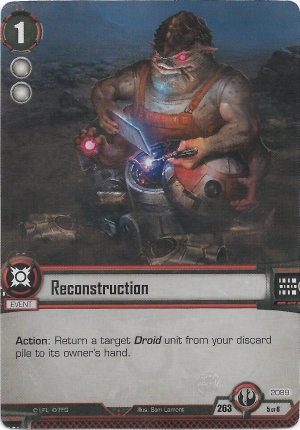 1
Reconstruction
EVENT
Action: Return a target Droid unit from your discard
pile to its owner's hand.
2089
© LFL © FFG
Illus. Sam Lamont
263
5 of 6